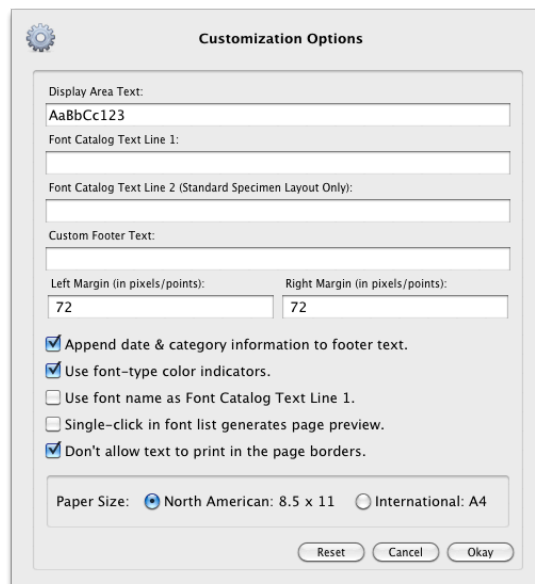 Customization Options
Display Area Text:
AaBbCc123
Font Catalog Text Line 1:
Font Catalog Text Line 2 (Standard Specimen Layout Only):
Custom Footer Text:
Left Margin (in pixels/points): Right Margin (in pixels/points):
72 72
Append date & category information to footer text.
Use font-type color indicators.
Use font name as Font Catalog Text Line 1.
Single-click in font list generates page preview.
Don't allow text to print in the page borders.
Paper Size: North American: 8.5 x 11 International: A4
Reset Cancel Okay